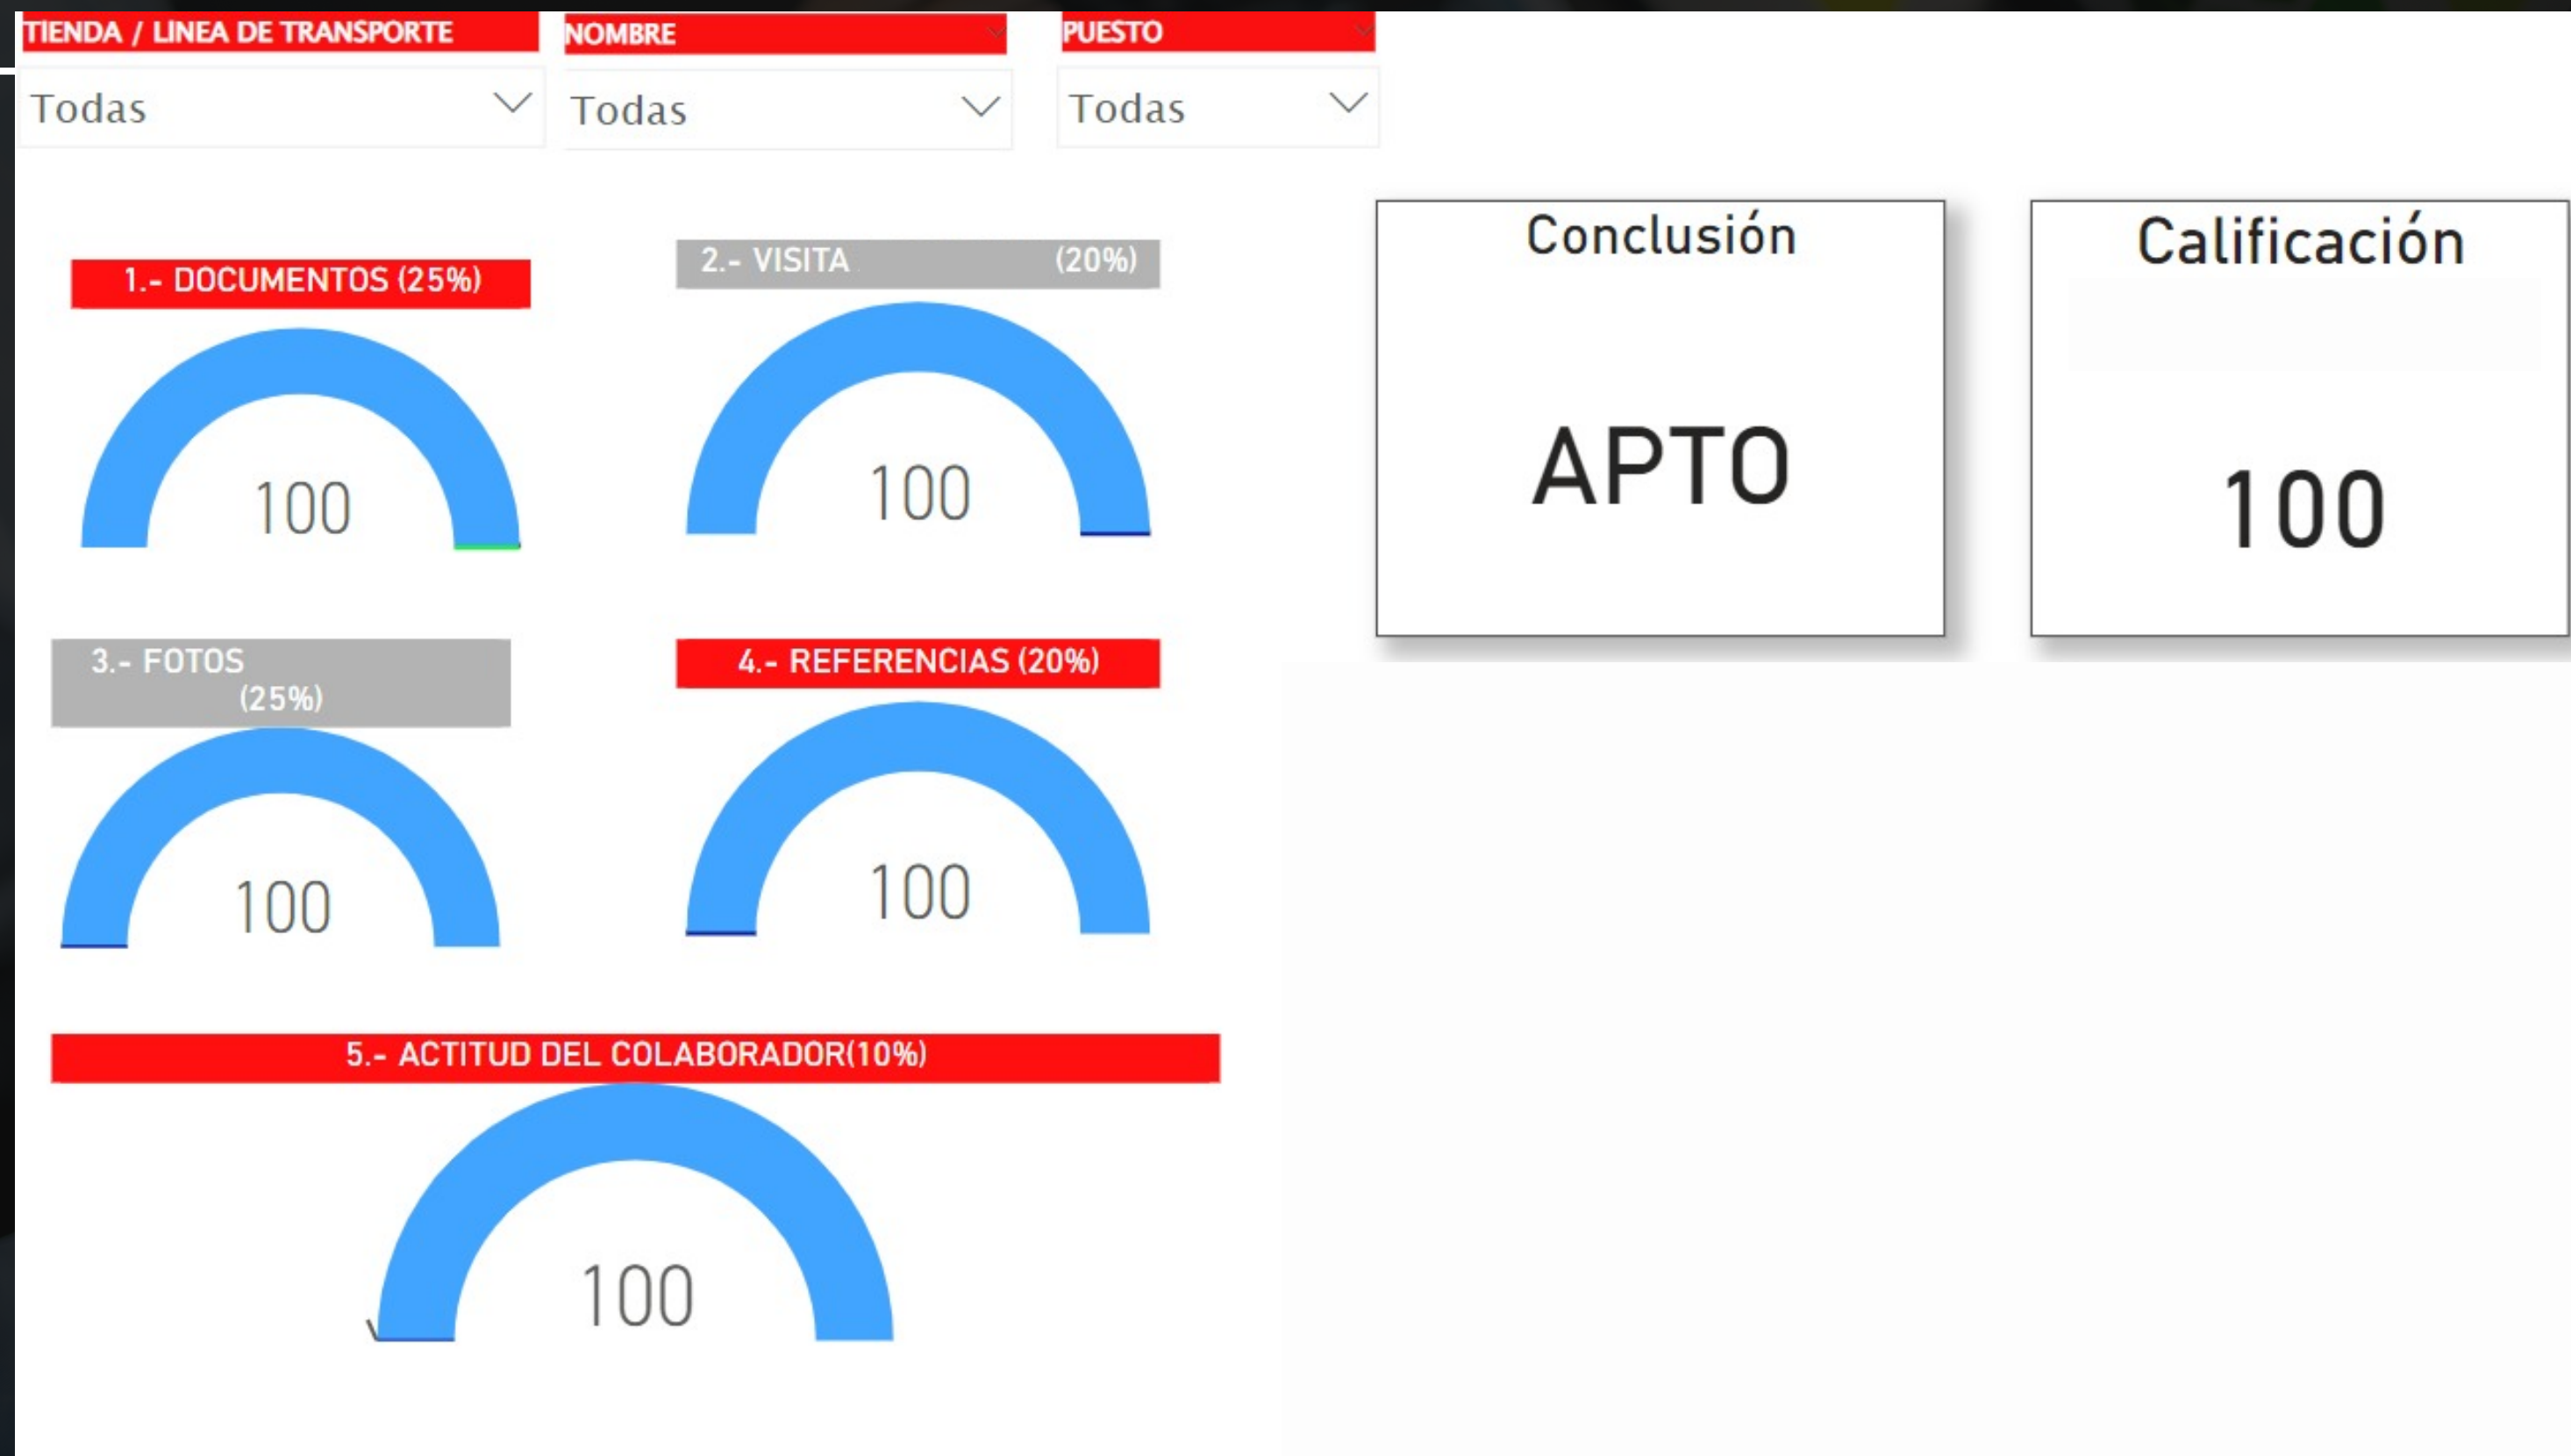 TIENDA / LÍNEA DE TRANSPORTE
NOMBRE
PUESTO
Todas
Todas
Todas
1.- DOCUMENTOS (25%)
100
2.- VISITA (20%)
100
Conclusión
APTO
Calificación
100
3.- FOTOS
(25%)
100
4.- REFERENCIAS (20%)
100
5.- ACTITUD DEL COLABORADOR(10%)
100